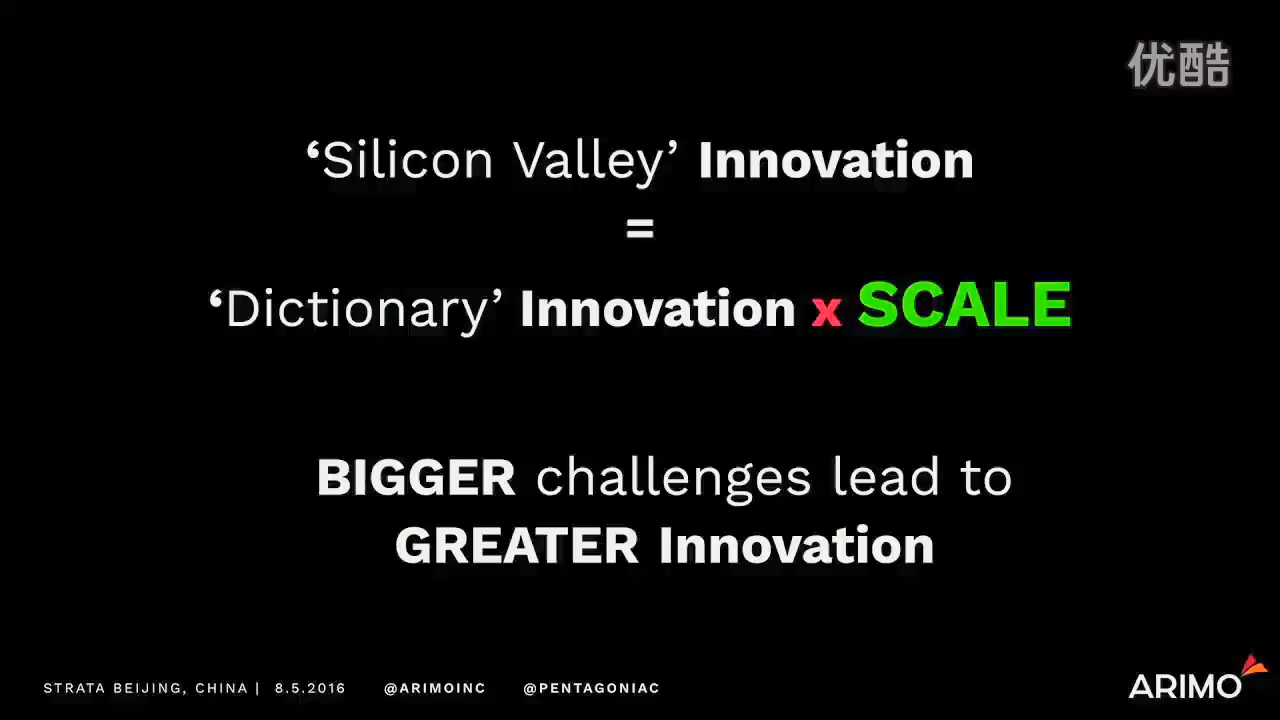 优酷
‘Silicon Valley’ Innovation
=
‘Dictionary’ Innovation x SCALE
BIGGER challenges lead to
GREATER Innovation
STRATA BEIJING, CHINA | 8.5.2016 @ARIMOINC @PENTAGONIAC
ARIMO